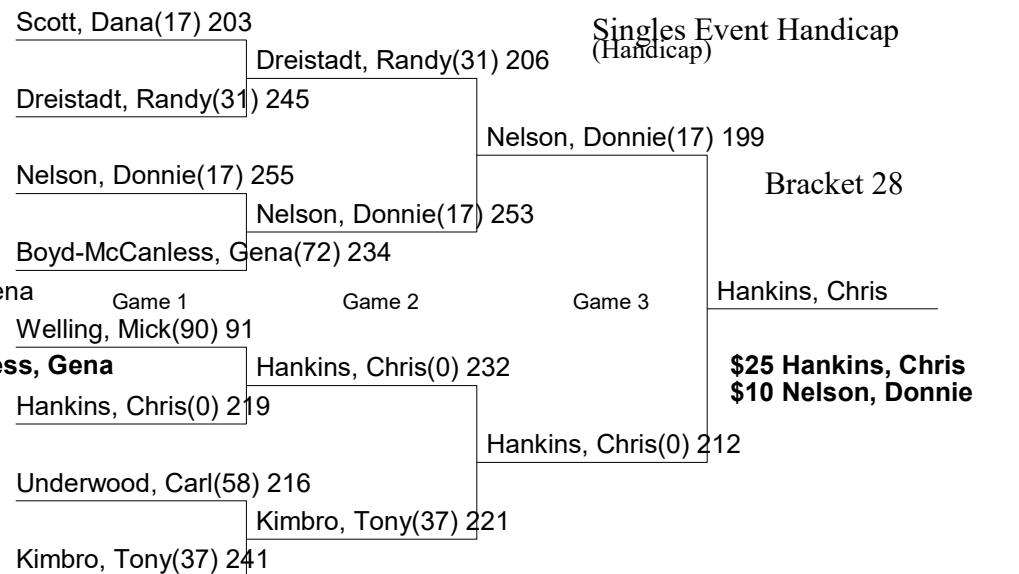 Scott, Dana(17) 203
Singles Event Handicap
(Handicap)
Dreistadt, Randy(31) 206
Dreistadt, Randy(31) 245
Nelson, Donnie(17) 199
Nelson, Donnie(17) 255
Bracket 28
Nelson, Donnie(17) 253
Boyd-McCanless, Gena(72) 234
ena
Game 1
Game 2
Game 3
Hankins, Chris
Welling, Mick(90) 91
ess, Gena
Hankins, Chris(0) 232
$25 Hankins, Chris
$10 Nelson, Donnie
Hankins, Chris(0) 219
Hankins, Chris(0) 212
Underwood, Carl(58) 216
Kimbro, Tony(37) 221
Kimbro, Tony(37) 241